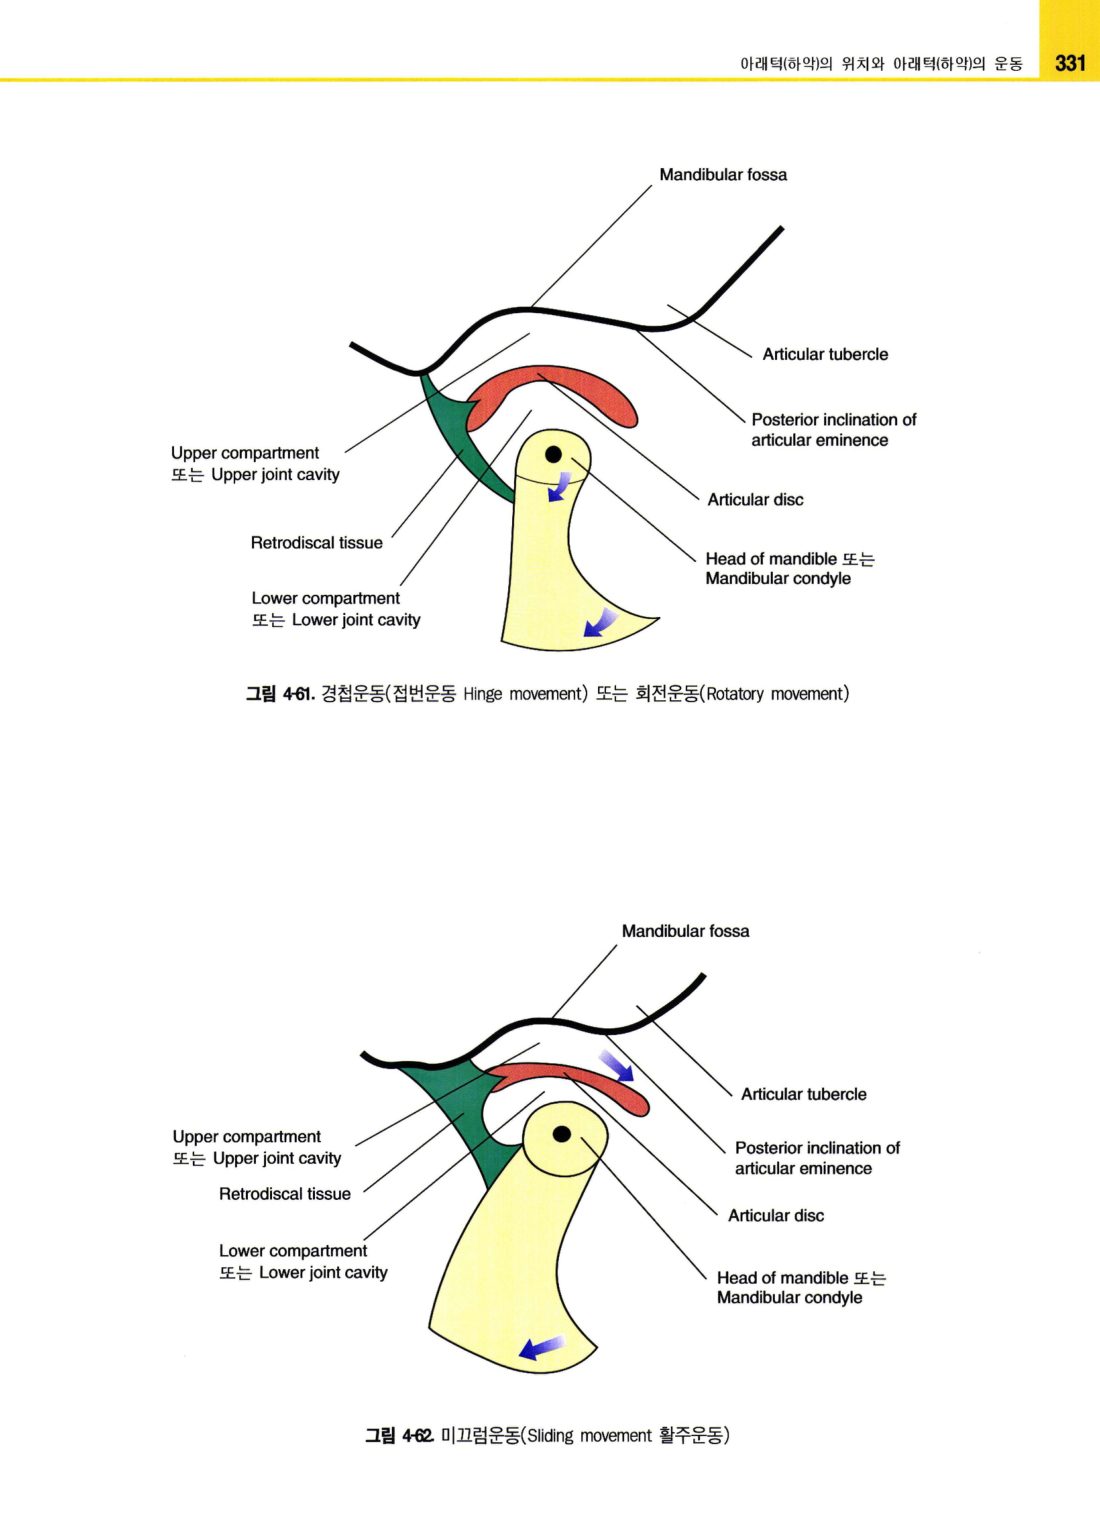 아래턱(하악)의 위치와 아래턱(하악)의 운동 331
Mandibular fossa
Articular tubercle
Posterior inclination of
articular eminence
Upper compartment
또는 Upper joint cavity
Articular disc
Retrodiscal tissue
Head of mandible 또는
Mandibular condyle
Lower compartment
또는 Lower joint cavity
그림 4-61. 경첩운동(접번운동 Hinge movement) 또는 회전운동(Rotatory movement)
Mandibular fossa
Articular tubercle
Upper compartment
또는 Upper joint cavity
Posterior inclination of
articular eminence
Retrodiscal tissue
Articular disc
Lower compartment
또는 Lower joint cavity
Head of mandible 또는
Mandibular condyle
그림 4-62. 미끄럼운동(Sliding movement 활주운동)